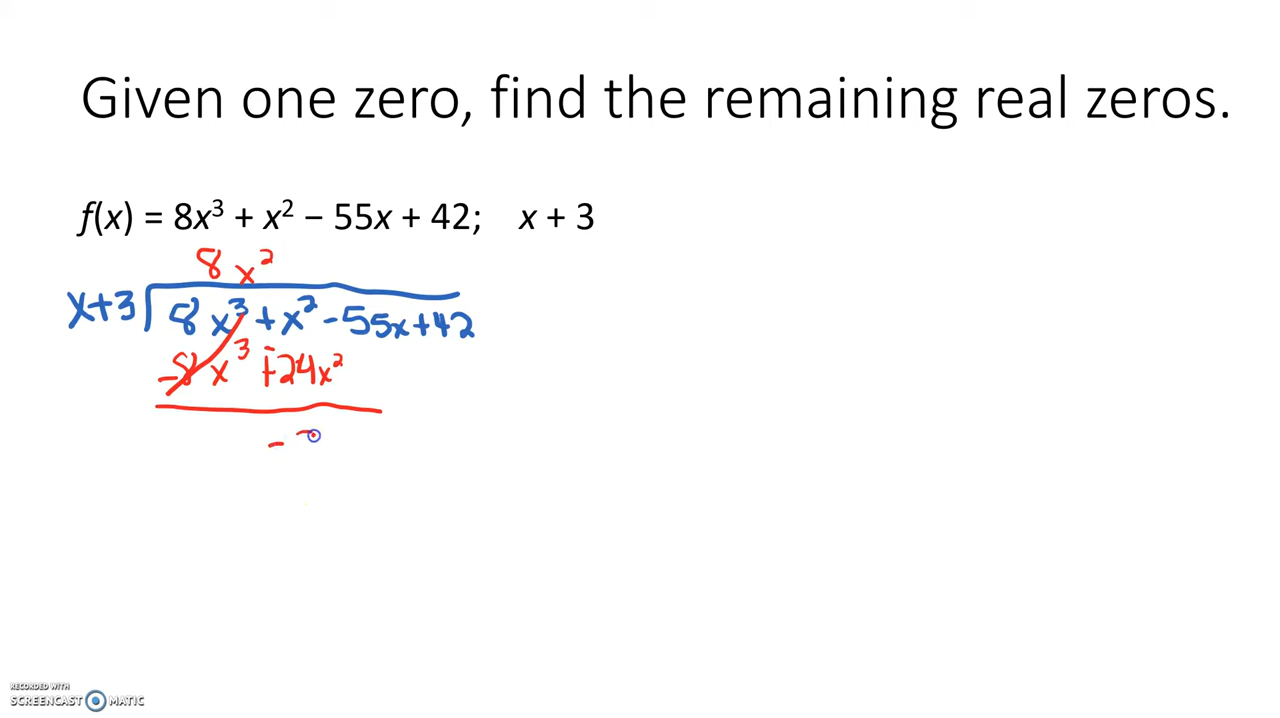 Given one zero, find the remaining real zeros.
f(x) = 8x³ + x² − 55x + 42; x + 3
8x²
x+3 8x³ + x² - 55x + 42
-8x³ +-24x²
-
RECORDED WITH
SCREENCAST MATIC